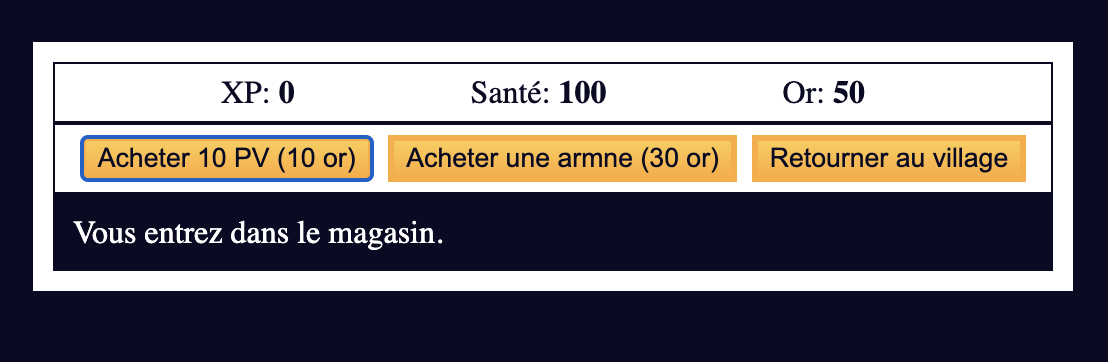 XP: 0 Santé: 100 Or: 50
Acheter 10 PV (10 or) Acheter une armne (30 or) Retourner au village
Vous entrez dans le magasin.